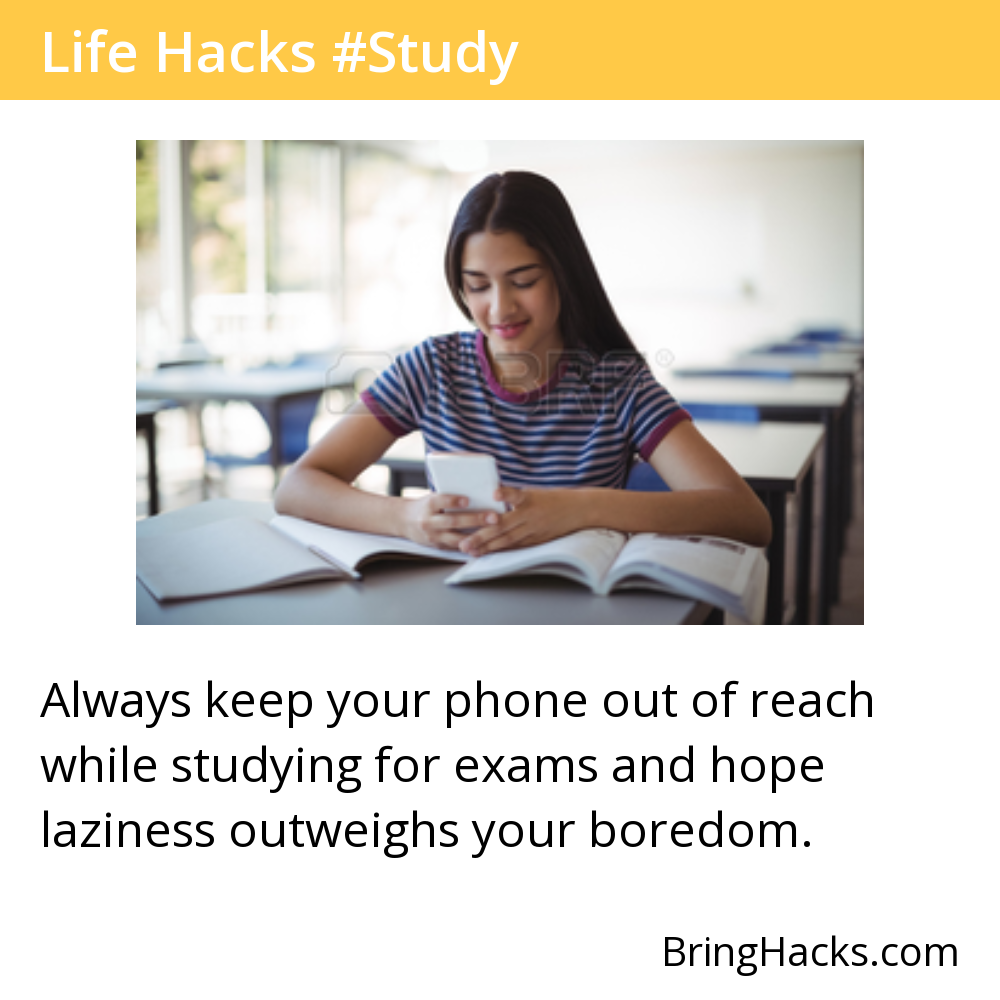 Life Hacks #Study
Always keep your phone out of reach
while studying for exams and hope
laziness outweighs your boredom.
BringHacks.com